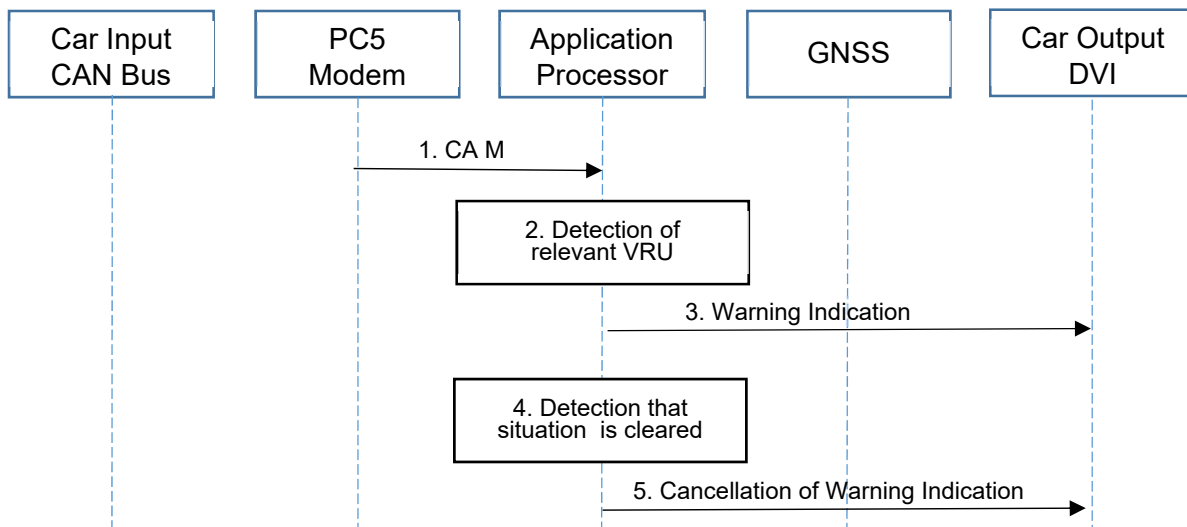 Car Input
CAN Bus
PC5
Modem
Application
Processor
GNSS
Car Output
DVI
1. CA M
2. Detection of
relevant VRU
3. Warning Indication
4. Detection that
situation is cleared
5. Cancellation of Warning Indication